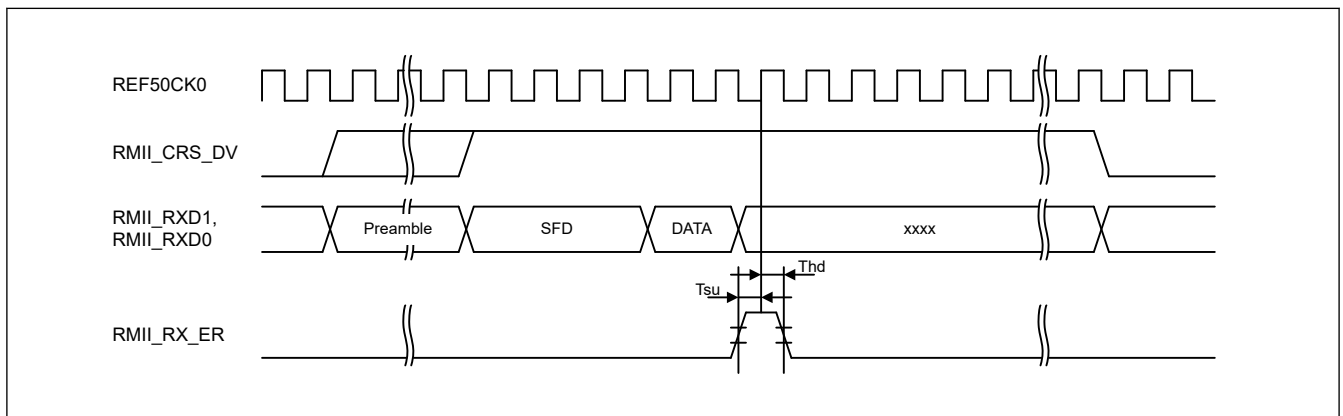 REF50CK0
RMII_CRS_DV
RMII_RXD1,
RMII_RXD0
Preamble
SFD
DATA
xxxx
Thd
Tsu
RMII_RX_ER